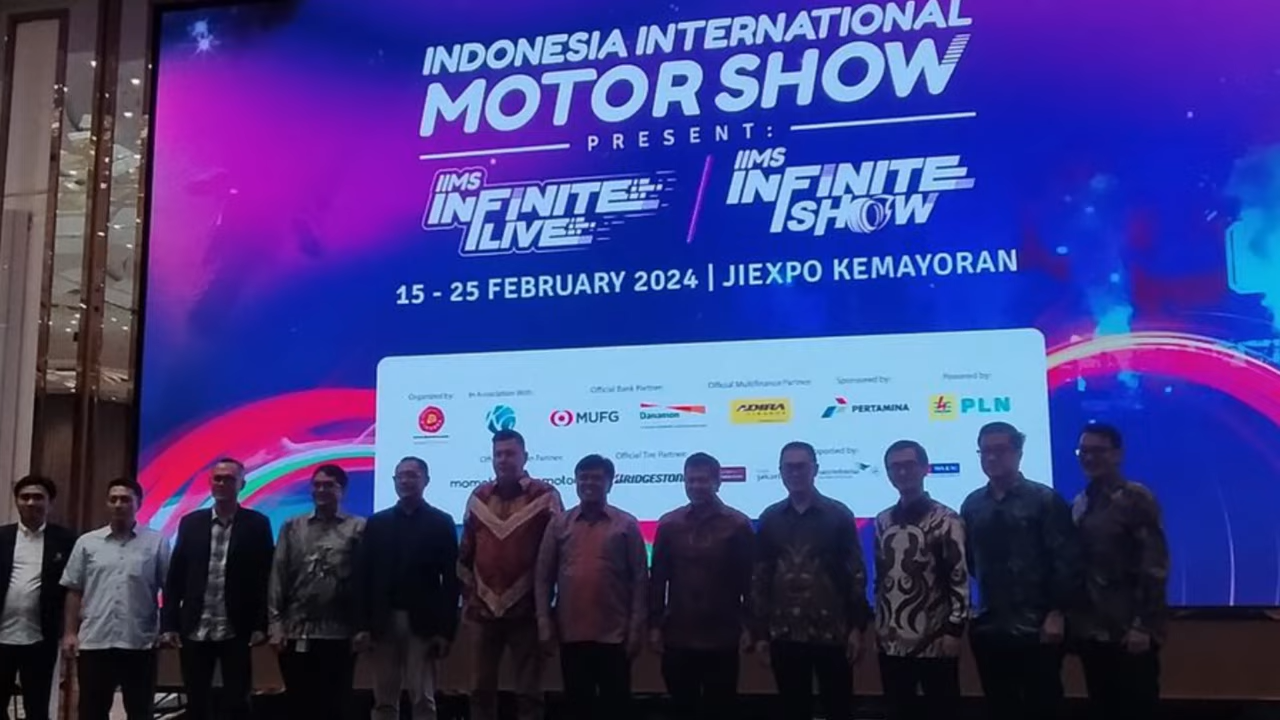 INDONESIA INTERNATIONAL
MOTOR SHOW
PRESENT:
IIMS
INFINITE
LIVE
IIMS
INFINITE
SHOW
15 - 25 FEBRUARY 2024 | JIEXPO KEMAYORAN
Organized by:
In Association With:
Official Bank Partner:
Official Multifinance Partner:
Sponsored by:
Powered by:
MUFG
Danamon
ADIRA
FINANCE
PERTAMINA
PLN
Official Tire Partner:
BRIDGESTONE